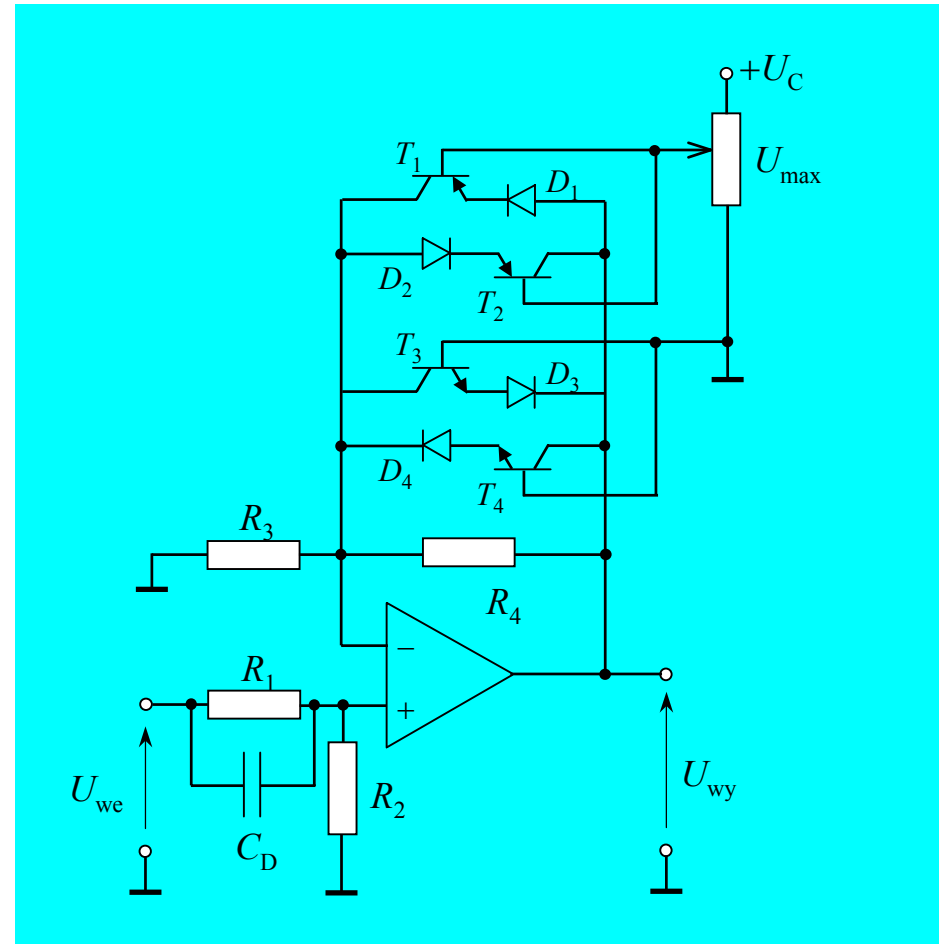 +U_C
T_1
U_max
D_1
D_2
T_2
T_3
D_3
D_4
T_4
R_3
R_4
−
R_1
+
U_we
R_2
U_wy
C_D